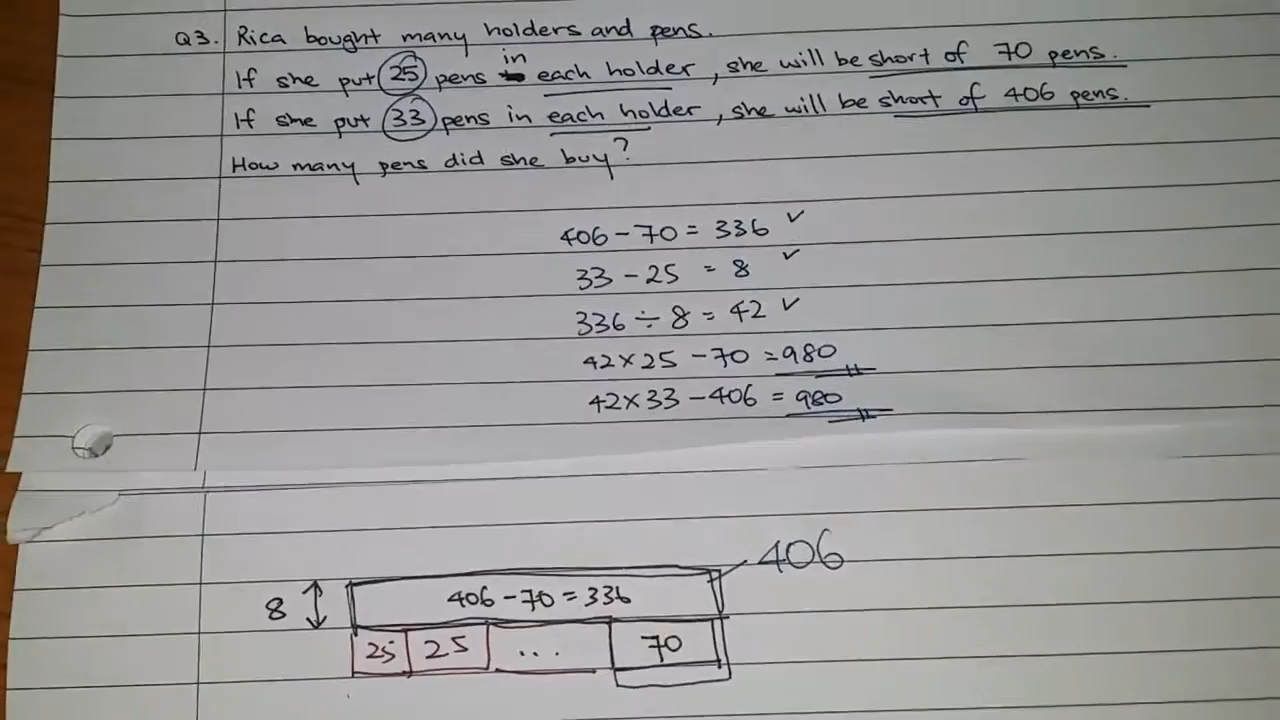 Q3. Rica bought many holders and pens.
If she put 25 pens in each holder, she will be short of 70 pens.
If she put 33 pens in each holder, she will be short of 406 pens.
How many pens did she buy?
406 - 70 = 336 ✓
33 - 25 = 8 ✓
336 ÷ 8 = 42 ✓
42 x 25 - 70 = 980
42 x 33 - 406 = 980
406
8 406 - 70 = 336
25 25 ... 70